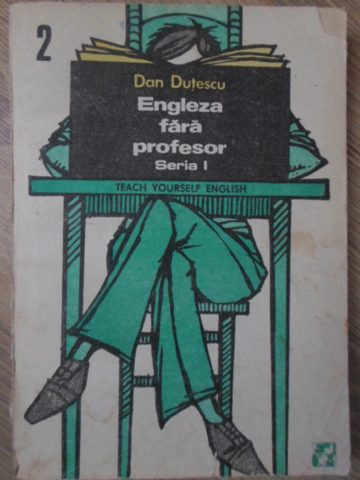 2
Dan Duțescu
Engleza
fără
profesor
Seria I
TEACH YOURSELF ENGLISH